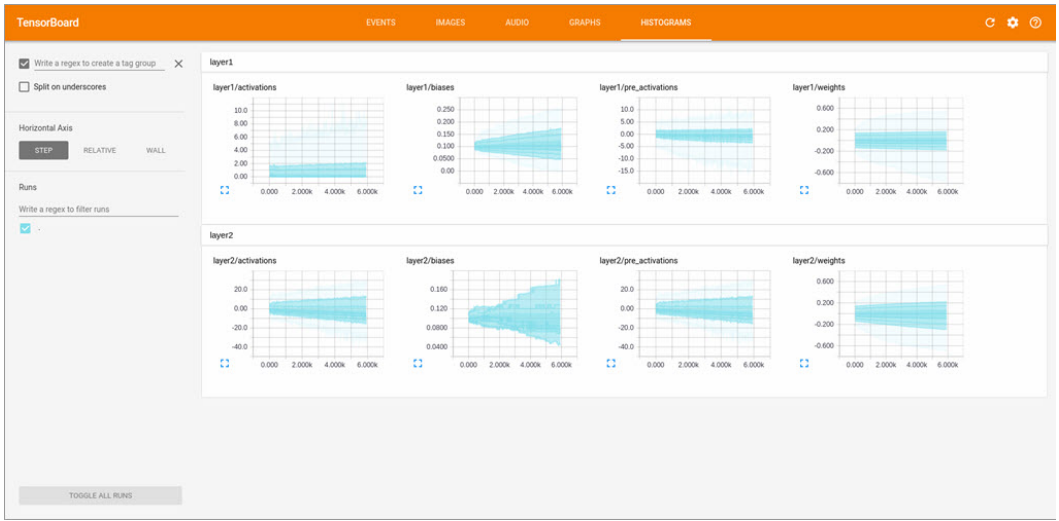 TensorBoard
EVENTS IMAGES AUDIO GRAPHS HISTOGRAMS
Write a regex to create a tag group
Split on underscores
Horizontal Axis
STEP RELATIVE WALL
Runs
Write a regex to filter runs
.
TOGGLE ALL RUNS
layer1
layer1/activations
10.0
8.00
6.00
4.00
2.00
0.00
0.000 2.000k 4.000k 6.000k
layer1/biases
0.250
0.200
0.150
0.100
0.0500
0.00
0.000 2.000k 4.000k 6.000k
layer1/pre_activations
10.0
5.00
0.00
-5.00
-10.0
-15.0
0.000 2.000k 4.000k 6.000k
layer1/weights
0.600
0.200
-0.200
-0.600
0.000 2.000k 4.000k 6.000k
layer2
layer2/activations
20.0
0.00
-20.0
-40.0
0.000 2.000k 4.000k 6.000k
layer2/biases
0.160
0.120
0.0800
0.0400
0.000 2.000k 4.000k 6.000k
layer2/pre_activations
20.0
0.00
-20.0
-40.0
0.000 2.000k 4.000k 6.000k
layer2/weights
0.600
0.200
-0.200
-0.600
0.000 2.000k 4.000k 6.000k